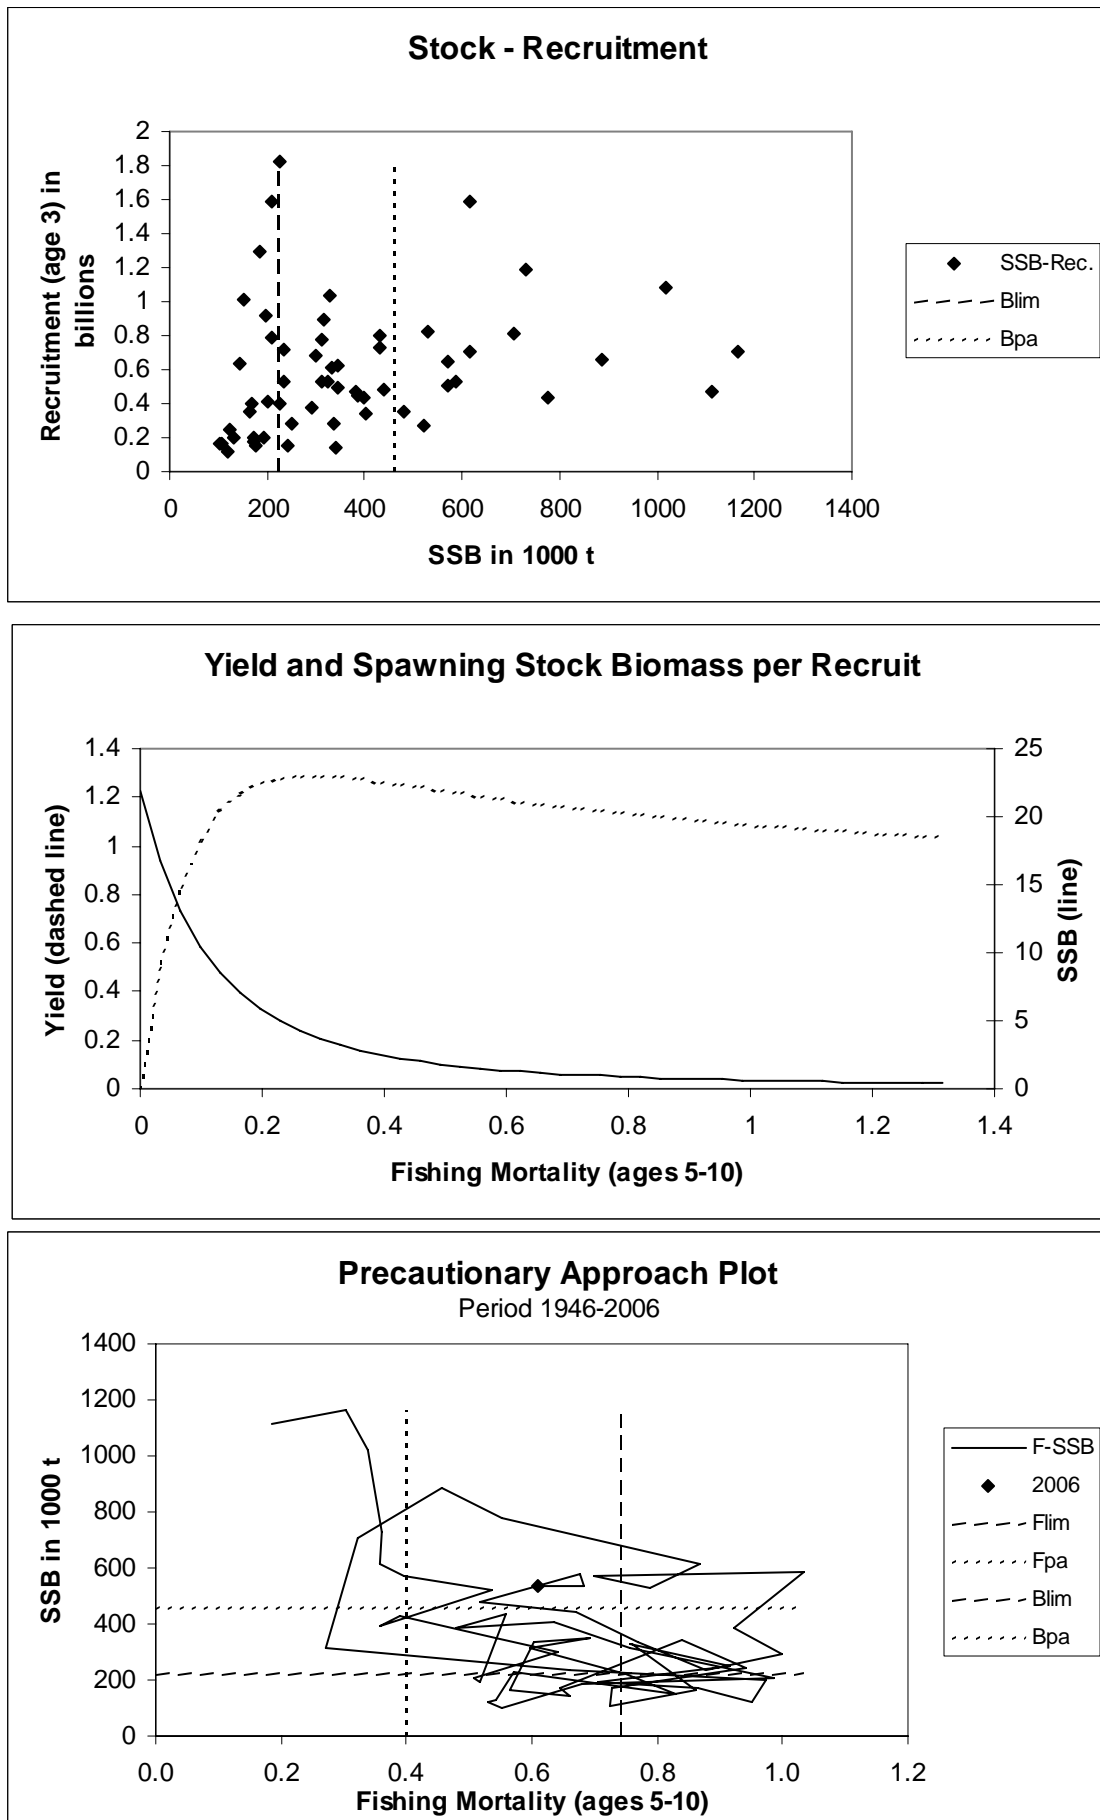 Stock - Recruitment
Recruitment (age 3) in
billions
2
1.8
1.6
1.4
1.2
1
0.8
0.6
0.4
0.2
0
0 200 400 600 800 1000 1200 1400
SSB in 1000 t
SSB-Rec.
Blim
Bpa
Yield and Spawning Stock Biomass per Recruit
Yield (dashed line)
1.4
1.2
1
0.8
0.6
0.4
0.2
0
25
20
15
10
5
0
SSB (line)
0 0.2 0.4 0.6 0.8 1 1.2 1.4
Fishing Mortality (ages 5-10)
Precautionary Approach Plot
Period 1946-2006
SSB in 1000 t
1400
1200
1000
800
600
400
200
0
0.0 0.2 0.4 0.6 0.8 1.0 1.2
Fishing Mortality (ages 5-10)
F-SSB
2006
Flim
Fpa
Blim
Bpa